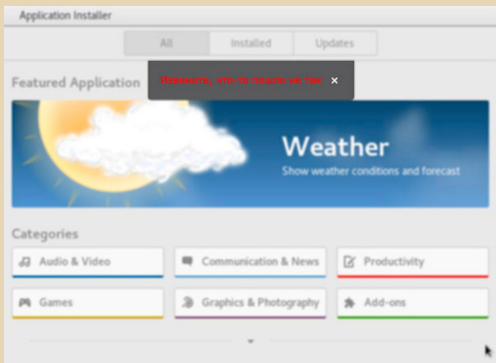 Application Installer
All Installed Updates
Featured Application
Извините, что-то пошло не так ×
Weather
Show weather conditions and forecast
Categories
Audio & Video Communication & News Productivity
Games Graphics & Photography Add-ons